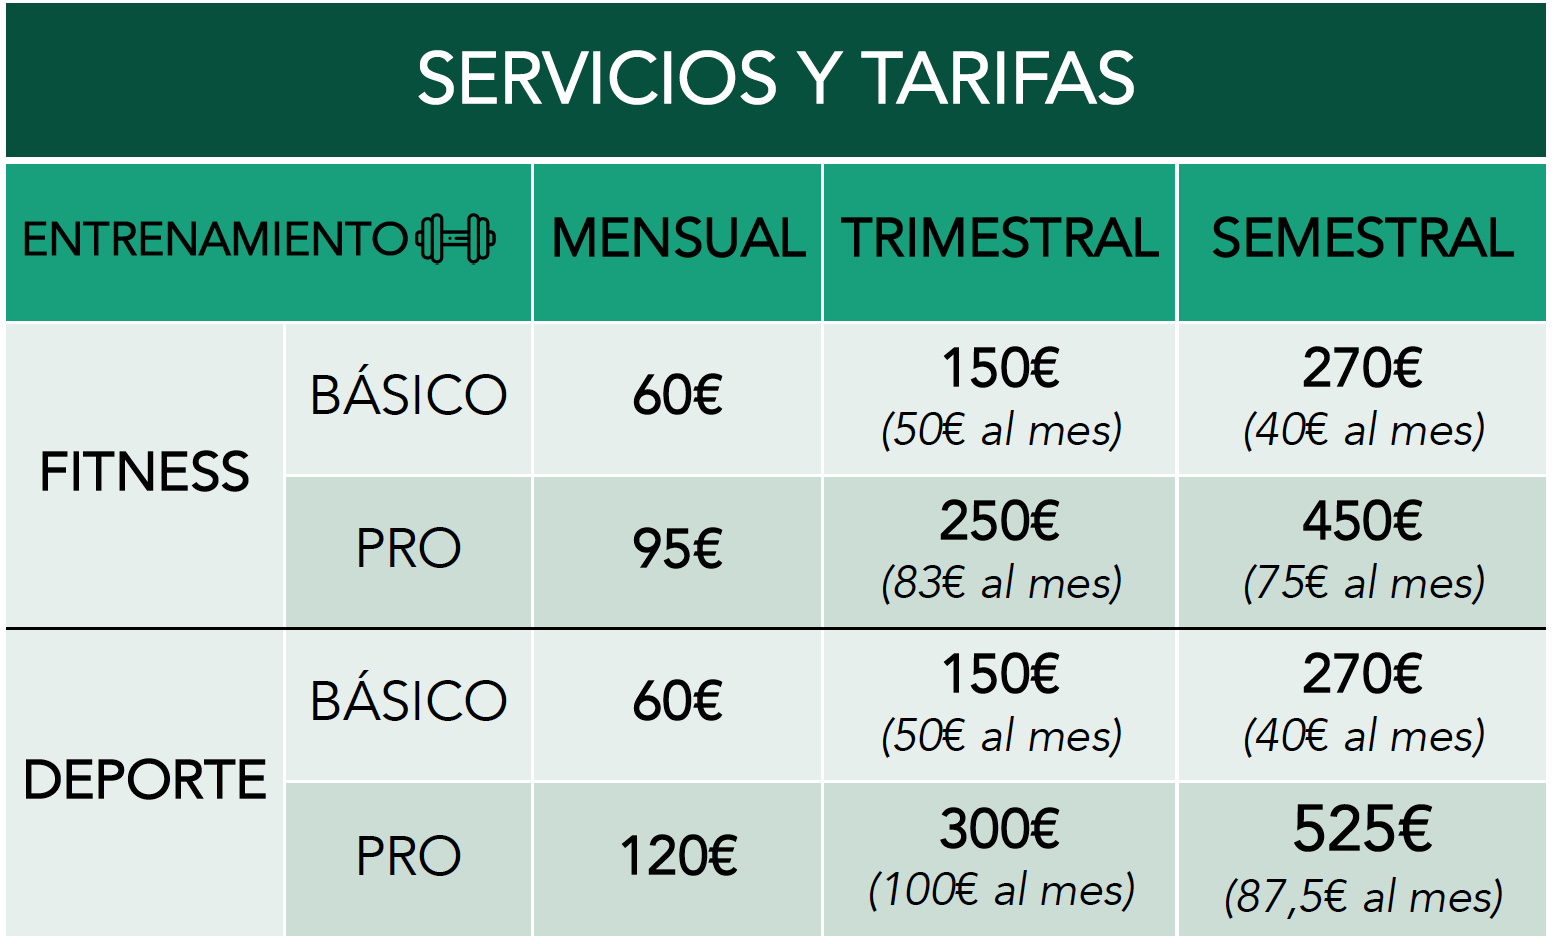 SERVICIOS Y TARIFAS
ENTRENAMIENTO MENSUAL TRIMESTRAL SEMESTRAL
FITNESS
BÁSICO 60€ 150€ 270€
(50€ al mes) (40€ al mes)
PRO 95€ 250€ 450€
(83€ al mes) (75€ al mes)
DEPORTE
BÁSICO 60€ 150€ 270€
(50€ al mes) (40€ al mes)
PRO 120€ 300€ 525€
(100€ al mes) (87,5€ al mes)